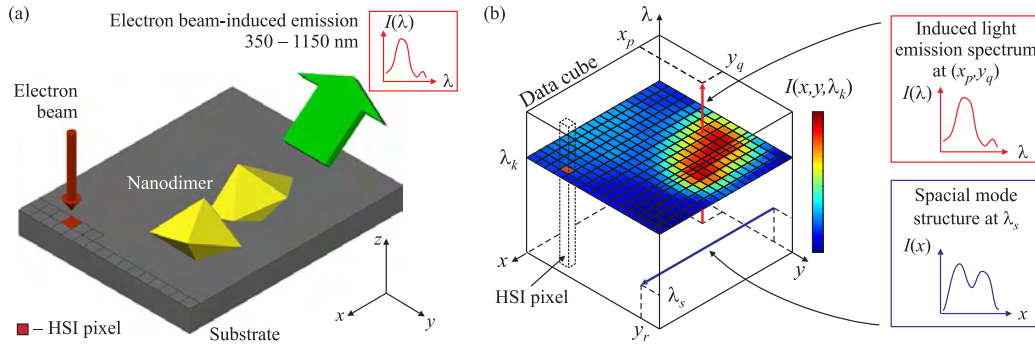 (a)
Electron beam-induced emission
350 – 1150 nm
I(λ)
λ
Electron
beam
Nanodimer
z
x
y
– HSI pixel
Substrate
(b)
λ
x_p
y_q
Data cube
I(x,y,λ_k)
λ_k
x
y
HSI pixel
λ_s
y_r
Induced light
emission spectrum
at (x_p,y_q)
I(λ)
λ
Spacial mode
structure at λ_s
I(x)
x